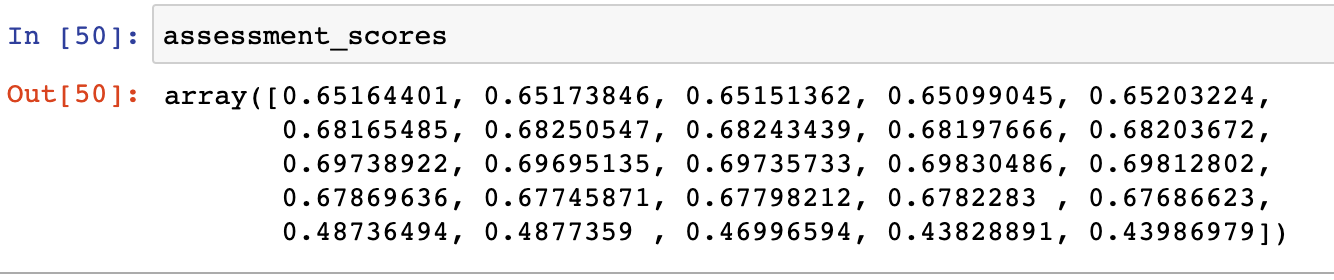 In [50]: assessment_scores
Out[50]: array([0.65164401, 0.65173846, 0.65151362, 0.65099045, 0.65203224,
0.68165485, 0.68250547, 0.68243439, 0.68197666, 0.68203672,
0.69738922, 0.69695135, 0.69735733, 0.69830486, 0.69812802,
0.67869636, 0.67745871, 0.67798212, 0.6782283 , 0.67686623,
0.48736494, 0.4877359 , 0.46996594, 0.43828891, 0.43986979])